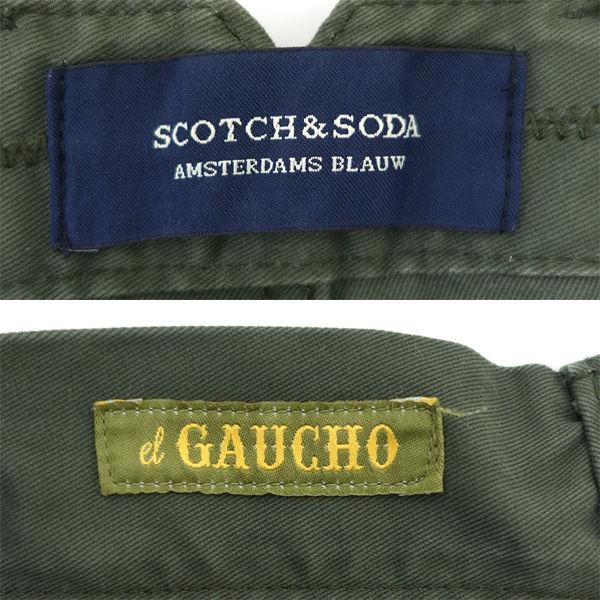 SCOTCH & SODA
AMSTERDAMS BLAUW
el GAUCHO